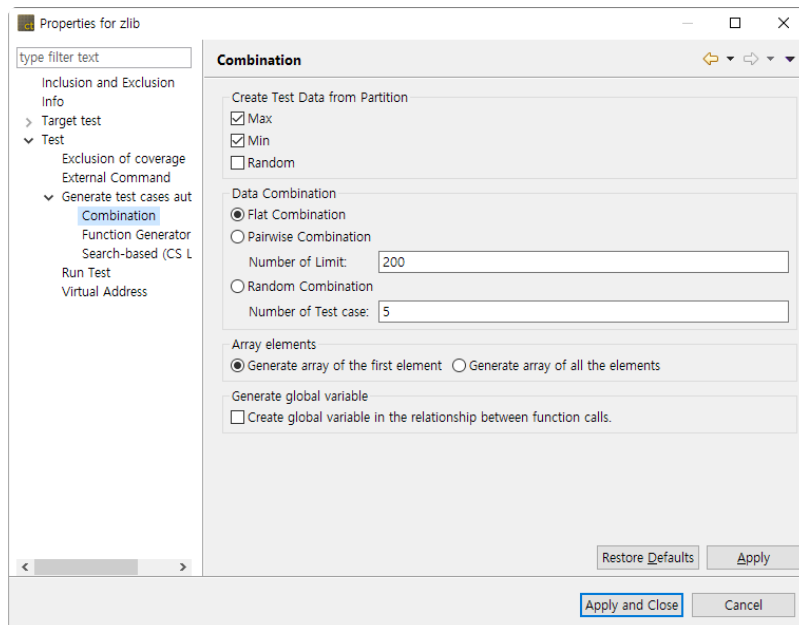 ct Properties for zlib
type filter text
Inclusion and Exclusion
Info
Target test
Test
Exclusion of coverage
External Command
Generate test cases aut
Combination
Function Generator
Search-based (CS L
Run Test
Virtual Address
Combination
Create Test Data from Partition
Max
Min
Random
Data Combination
Flat Combination
Pairwise Combination
Number of Limit: 200
Random Combination
Number of Test case: 5
Array elements
Generate array of the first element Generate array of all the elements
Generate global variable
Create global variable in the relationship between function calls.
Restore Defaults Apply
Apply and Close Cancel